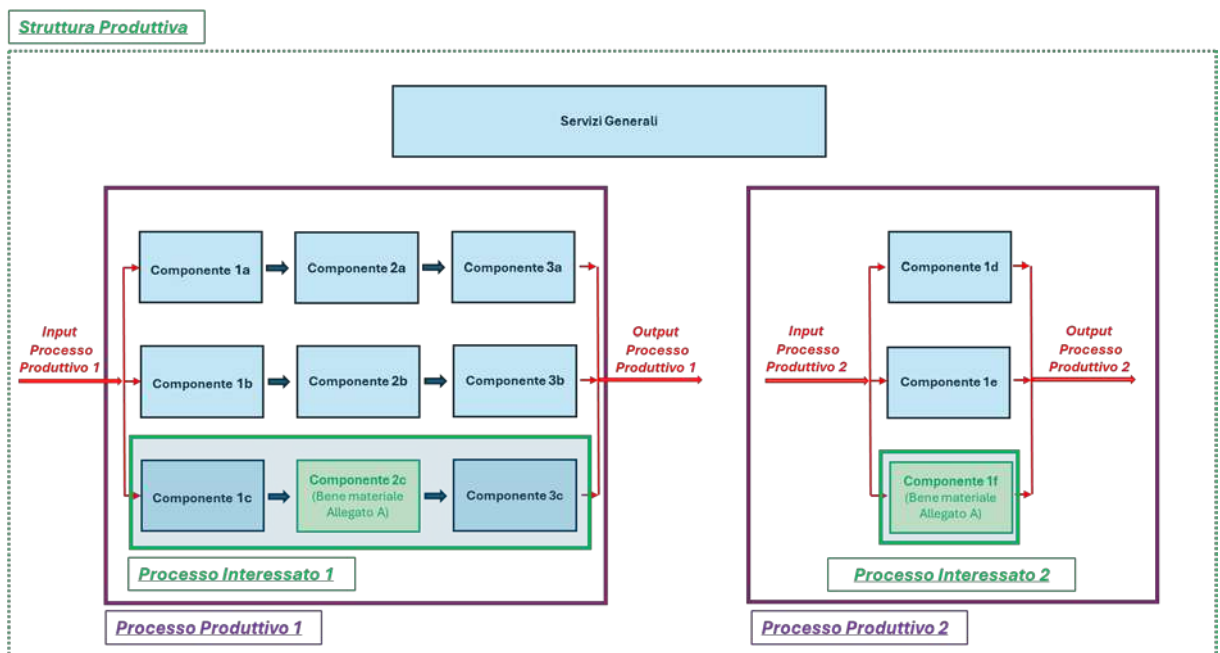 Struttura Produttiva
Servizi Generali
Componente 1a
Componente 2a
Componente 3a
Input
Processo
Produttivo 1
Output
Processo
Produttivo 1
Componente 1b
Componente 2b
Componente 3b
Componente 1c
Componente 2c
(Bene materiale
Allegato A)
Componente 3c
Processo Interessato 1
Processo Produttivo 1
Componente 1d
Input
Processo
Produttivo 2
Output
Processo
Produttivo 2
Componente 1e
Componente 1f
(Bene materiale
Allegato A)
Processo Interessato 2
Processo Produttivo 2